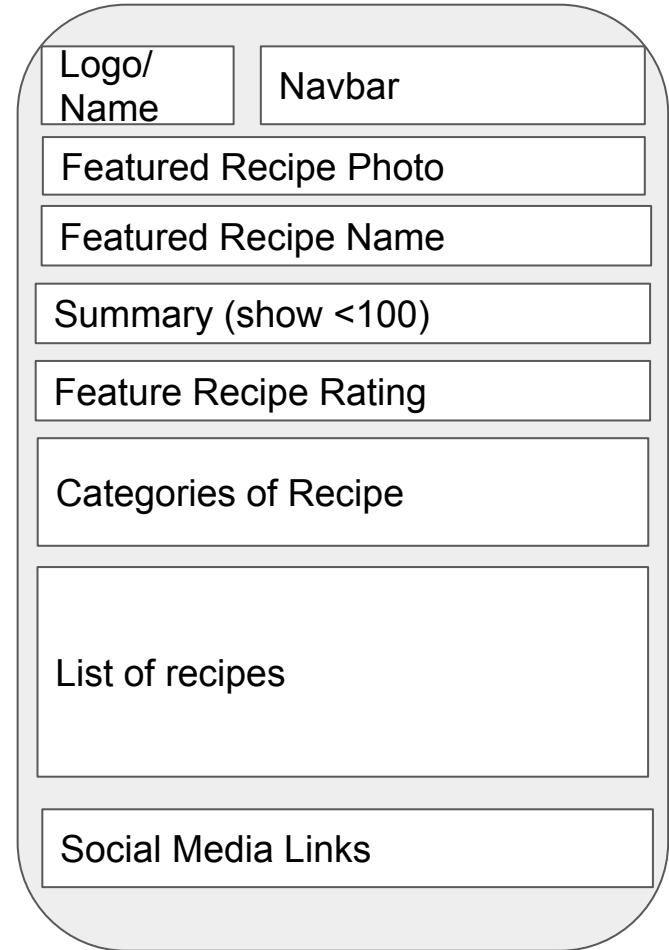 Logo/
Name
Navbar
Featured Recipe Photo
Featured Recipe Name
Summary (show <100)
Feature Recipe Rating
Categories of Recipe
List of recipes
Social Media Links